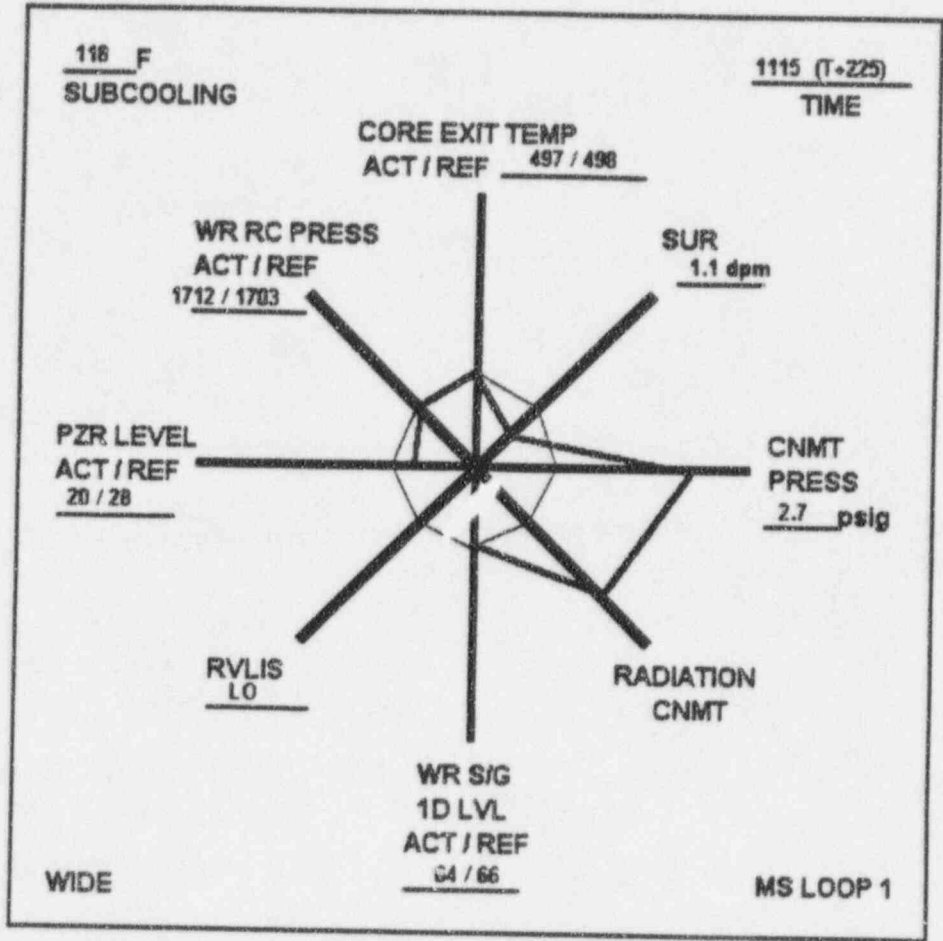 118 F
SUBCOOLING
1115 (T+225)
TIME
CORE EXIT TEMP
ACT / REF 497 / 498
WR RC PRESS
ACT / REF
1712 / 1703
SUR
1.1 dpm
PZR LEVEL
ACT / REF
20 / 28
CNMT
PRESS
2.7 psig
RVLIS
LO
RADIATION
CNMT
WR S/G
1D LVL
ACT / REF
64 / 66
WIDE
MS LOOP 1